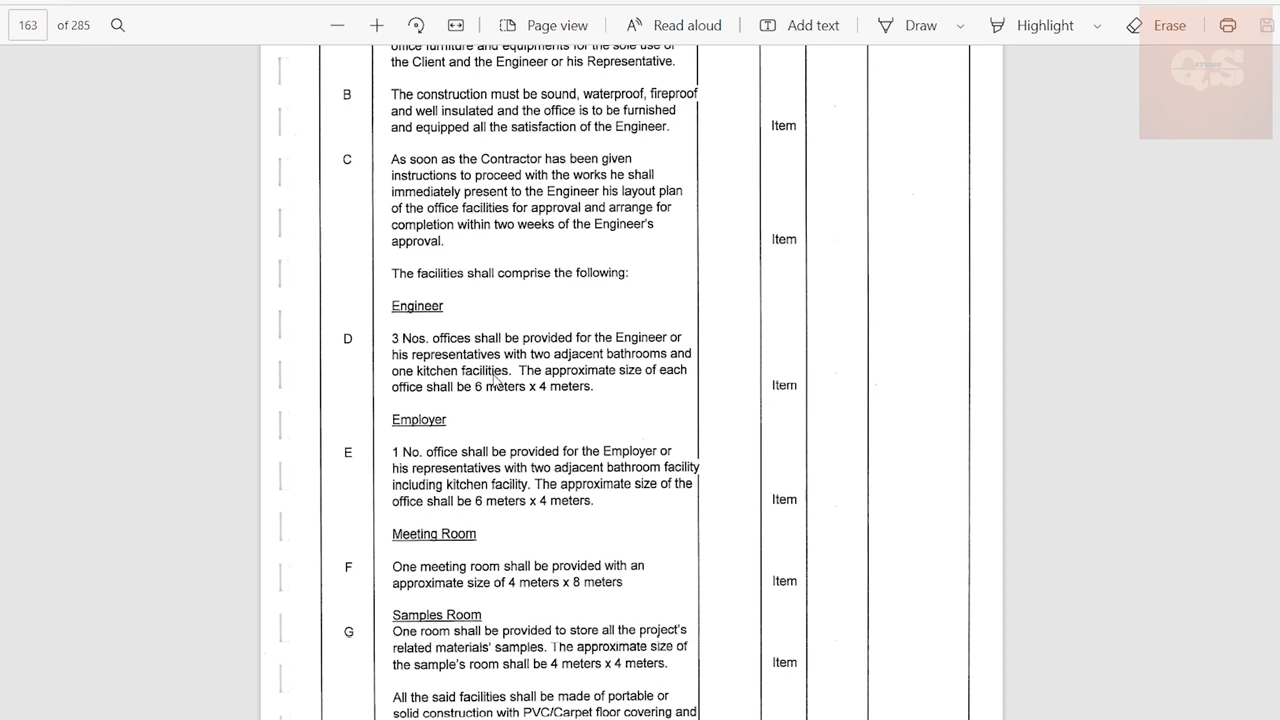 163 of 285 Page view Read aloud Add text Draw Highlight Erase
STUDIO
QS
office furniture and equipments for the sole use of
the Client and the Engineer or his Representative.
B The construction must be sound, waterproof, fireproof
and well insulated and the office is to be furnished
and equipped all the satisfaction of the Engineer. Item
C As soon as the Contractor has been given
instructions to proceed with the works he shall
immediately present to the Engineer his layout plan
of the office facilities for approval and arrange for
completion within two weeks of the Engineer's
approval. Item
The facilities shall comprise the following:
Engineer
D 3 Nos. offices shall be provided for the Engineer or
his representatives with two adjacent bathrooms and
one kitchen facilities. The approximate size of each
office shall be 6 meters x 4 meters. Item
Employer
E 1 No. office shall be provided for the Employer or
his representatives with two adjacent bathroom facility
including kitchen facility. The approximate size of the
office shall be 6 meters x 4 meters. Item
Meeting Room
F One meeting room shall be provided with an
approximate size of 4 meters x 8 meters Item
Samples Room
G One room shall be provided to store all the project's
related materials' samples. The approximate size of
the sample's room shall be 4 meters x 4 meters. Item
All the said facilities shall be made of portable or
solid construction with PVC/Carpet floor covering and